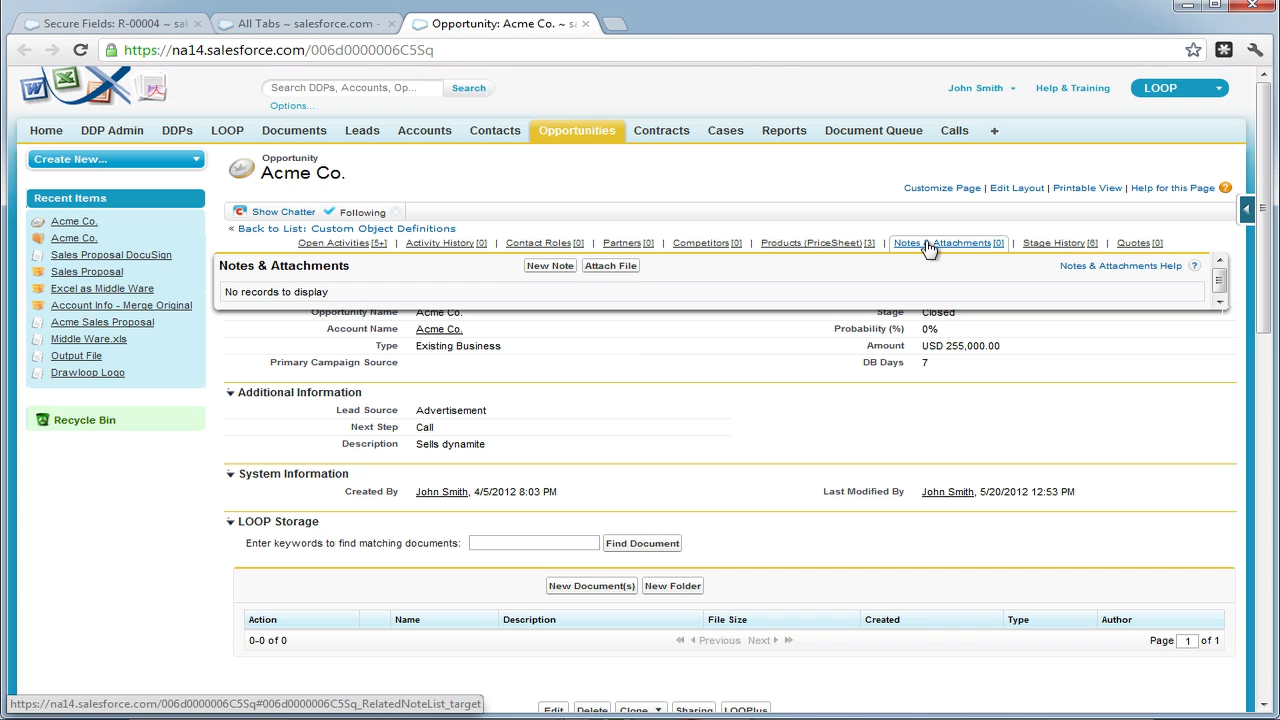 Secure Fields: R-00004 ~ sal
All Tabs ~ salesforce.com -
Opportunity: Acme Co. ~ s
https://na14.salesforce.com/006d0000006C5Sq
Search DDPs, Accounts, Op...
Search
Options...
John Smith
Help & Training
LOOP
Home
DDP Admin
DDPs
LOOP
Documents
Leads
Accounts
Contacts
Opportunities
Contracts
Cases
Reports
Document Queue
Calls
+
Create New...
Recent Items
Acme Co.
Acme Co.
Sales Proposal DocuSign
Sales Proposal
Excel as Middle Ware
Account Info - Merge Original
Acme Sales Proposal
Middle Ware.xls
Output File
Drawloop Logo
Recycle Bin
Opportunity
Acme Co.
Customize Page | Edit Layout | Printable View | Help for this Page
Show Chatter
Following
« Back to List: Custom Object Definitions
Open Activities [5+] | Activity History [0] | Contact Roles [0] | Partners [0] | Competitors [0] | Products (PriceSheet) [3] | Notes & Attachments [0] | Stage History [6] | Quotes [0]
Notes & Attachments
New Note
Attach File
Notes & Attachments Help
No records to display
Opportunity Name Acme Co.
Stage Closed
Account Name Acme Co.
Probability (%) 0%
Type Existing Business
Amount USD 255,000.00
Primary Campaign Source
DB Days 7
Additional Information
Lead Source Advertisement
Next Step Call
Description Sells dynamite
System Information
Created By John Smith, 4/5/2012 8:03 PM
Last Modified By John Smith, 5/20/2012 12:53 PM
LOOP Storage
Enter keywords to find matching documents:
Find Document
New Document(s)
New Folder
Action
Name
Description
File Size
Created
Type
Author
0-0 of 0
Previous
Next
Page 1 of 1
Edit
Delete
Clone
Sharing
LOOPlus
https://na14.salesforce.com/006d0000006C5Sq#006d0000006C5Sq_RelatedNoteList_target